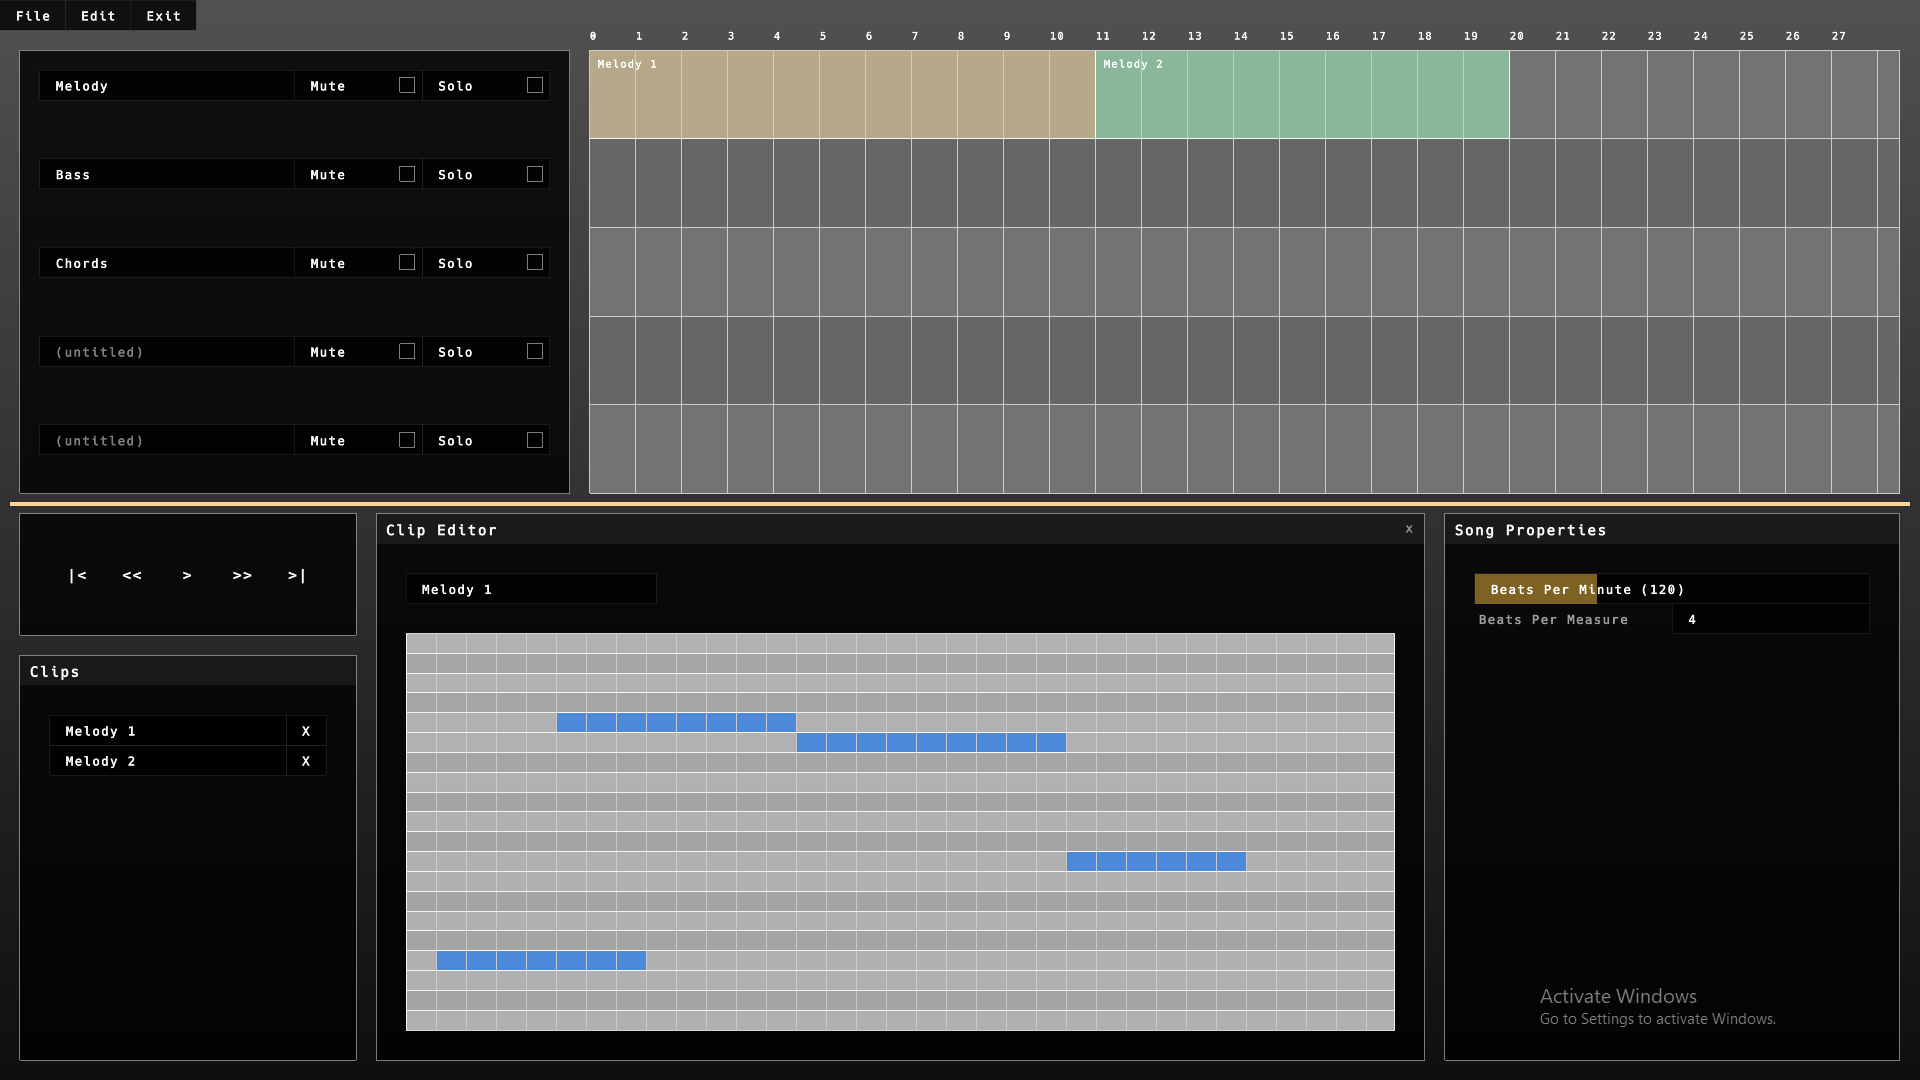 File Edit Exit
0 1 2 3 4 5 6 7 8 9 10 11 12 13 14 15 16 17 18 19 20 21 22 23 24 25 26 27
Melody 1 Melody 2
Melody Mute Solo
Bass Mute Solo
Chords Mute Solo
(untitled) Mute Solo
(untitled) Mute Solo
|< << > >> >|
Clips
Melody 1 X
Melody 2 X
Clip Editor x
Melody 1
Song Properties
Beats Per Minute (120)
Beats Per Measure 4
Activate Windows
Go to Settings to activate Windows.